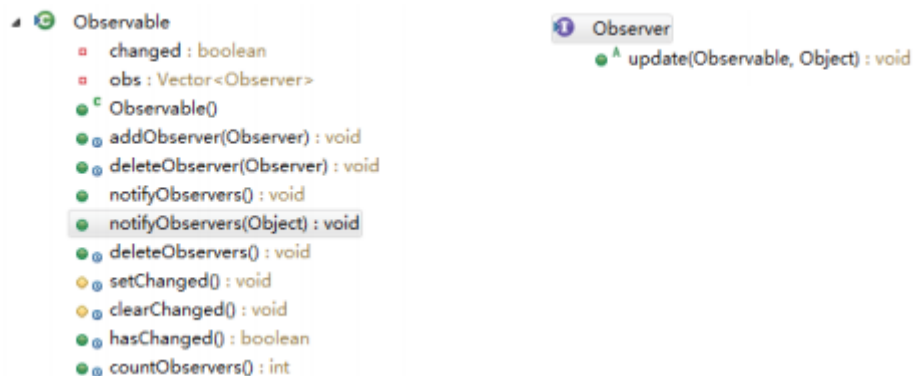 Observable
changed : boolean
obs : Vector<Observer>
Observable()
addObserver(Observer) : void
deleteObserver(Observer) : void
notifyObservers() : void
notifyObservers(Object) : void
deleteObservers() : void
setChanged() : void
clearChanged() : void
hasChanged() : boolean
countObservers() : int
Observer
update(Observable, Object) : void